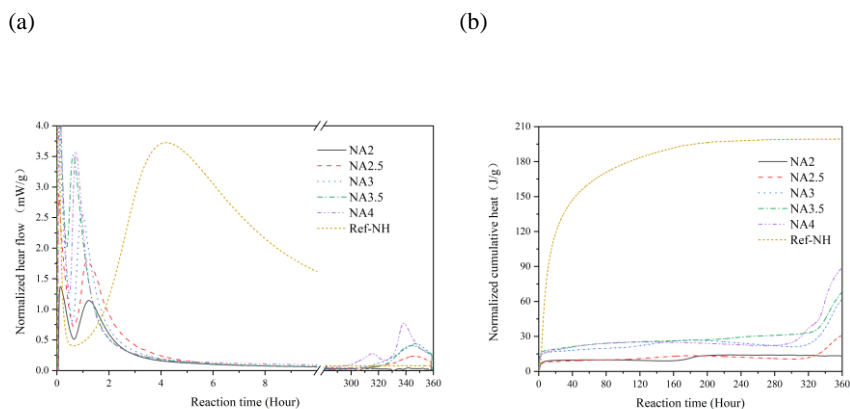 (a)
(b)
Normalized hear flow （mW/g）
4.0
3.5
3.0
2.5
2.0
1.5
1.0
0.5
0.0
NA2
NA2.5
NA3
NA3.5
NA4
Ref-NH
0 2 4 6 8 300 320 340 360
Reaction time (Hour)
Normalized cumulative heat （J/g）
210
180
150
120
90
60
30
0
NA2
NA2.5
NA3
NA3.5
NA4
Ref-NH
0 40 80 120 160 200 240 280 320 360
Reaction time (Hour)